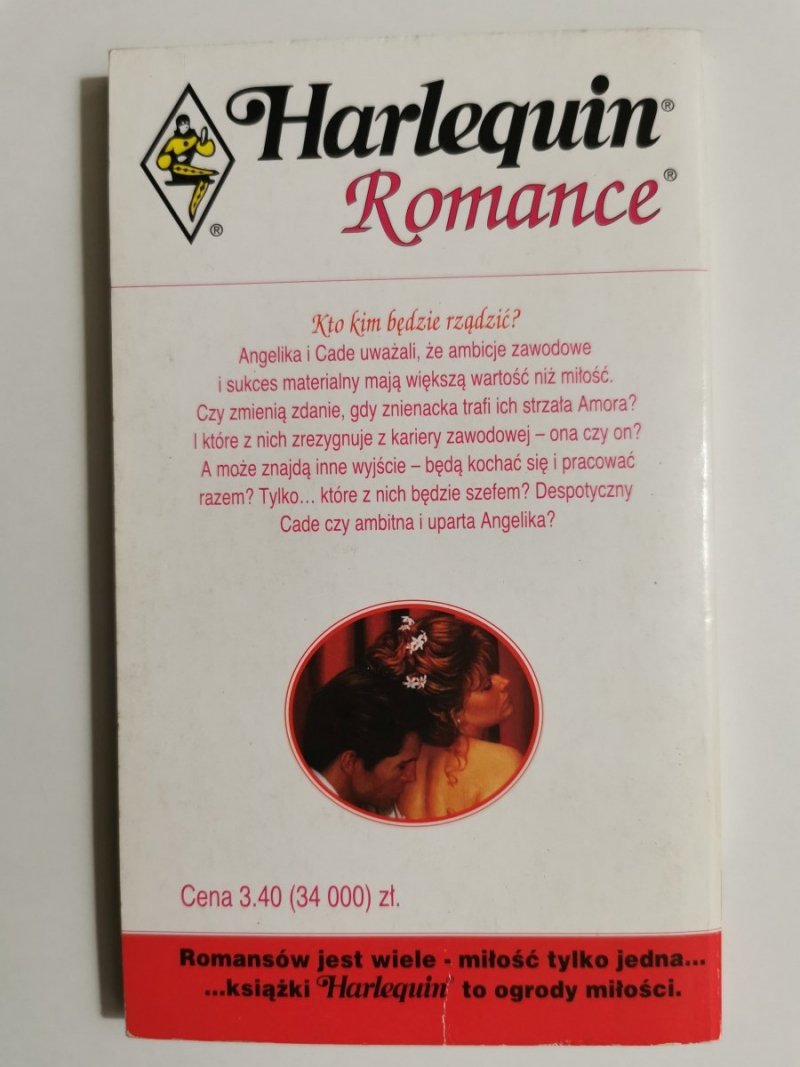 Harlequin®
Romance®
®
Kto kim będzie rządzić?
Angelika i Cade uważali, że ambicje zawodowe
i sukces materialny mają większą wartość niż miłość.
Czy zmienią zdanie, gdy znienacka trafi ich strzała Amora?
I które z nich zrezygnuje z kariery zawodowej – ona czy on?
A może znajdą inne wyjście – będą kochać się i pracować
razem? Tylko... które z nich będzie szefem? Despotyczny
Cade czy ambitna i uparta Angelika?
Cena 3.40 (34 000) zł.
Romansów jest wiele - miłość tylko jedna...
...książki Harlequin® to ogrody miłości.